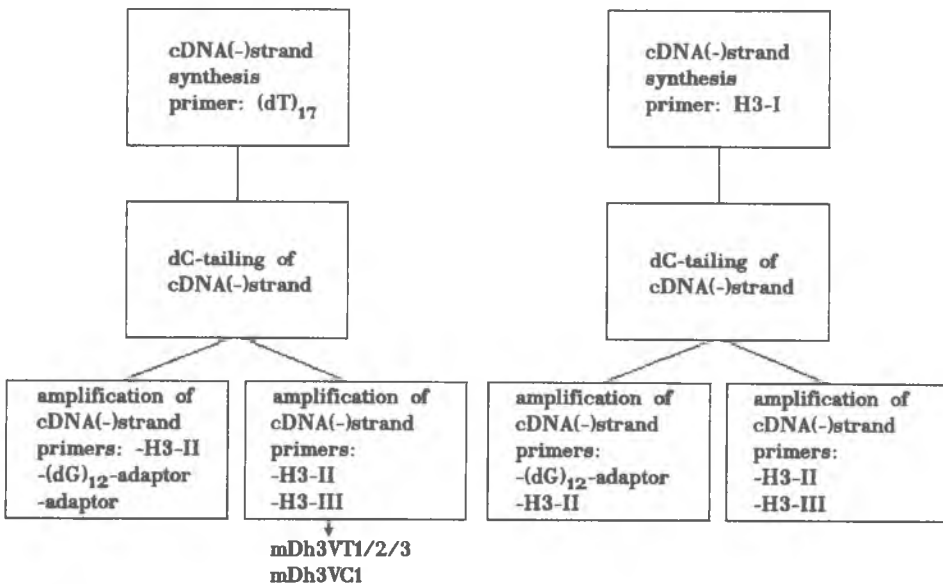 cDNA(-)strand
synthesis
primer: (dT)17
cDNA(-)strand
synthesis
primer: H3-I
dC-tailing of
cDNA(-)strand
dC-tailing of
cDNA(-)strand
amplification of
cDNA(-)strand
primers: -H3-II
-(dG)12-adaptor
-adaptor
amplification of
cDNA(-)strand
primers:
-H3-II
-H3-III
amplification of
cDNA(-)strand
primers:
-(dG)12-adaptor
-H3-II
amplification of
cDNA(-)strand
primers:
-H3-II
-H3-III
mDh3VT1/2/3
mDh3VC1